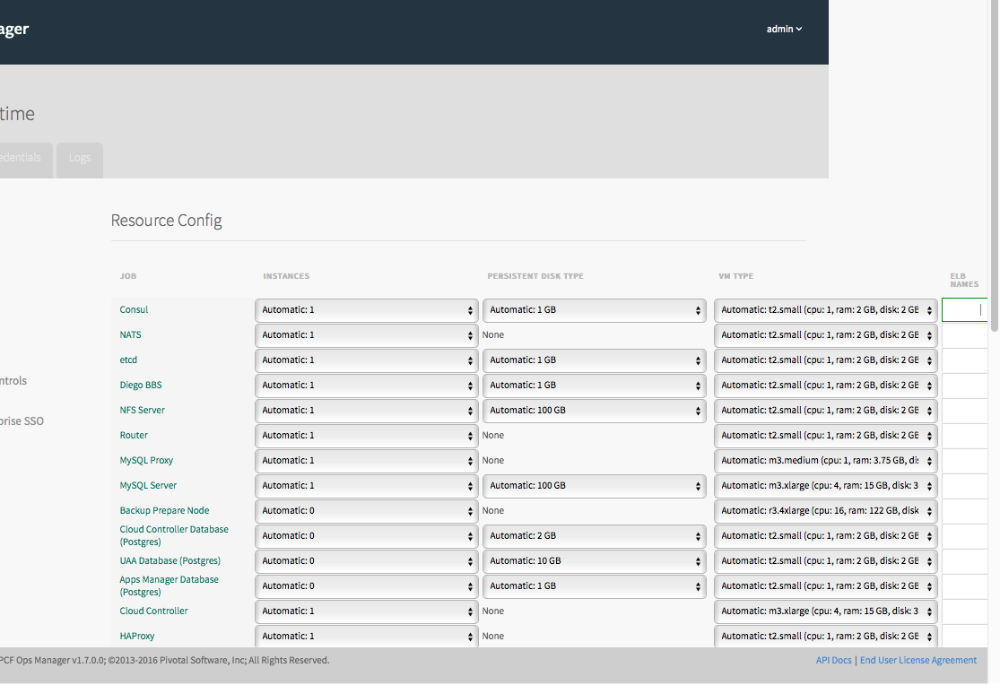 ager
admin
time
edentials Logs
Resource Config
JOB INSTANCES PERSISTENT DISK TYPE VM TYPE ELB
NAMES
Consul Automatic: 1 Automatic: 1 GB Automatic: t2.small (cpu: 1, ram: 2 GB, disk: 2 GB
NATS Automatic: 1 None Automatic: t2.small (cpu: 1, ram: 2 GB, disk: 2 GB
etcd Automatic: 1 Automatic: 1 GB Automatic: t2.small (cpu: 1, ram: 2 GB, disk: 2 GB
Diego BBS Automatic: 1 Automatic: 1 GB Automatic: t2.small (cpu: 1, ram: 2 GB, disk: 2 GB
ntrols
NFS Server Automatic: 1 Automatic: 100 GB Automatic: t2.small (cpu: 1, ram: 2 GB, disk: 2 GB
prise SSO
Router Automatic: 1 None Automatic: t2.small (cpu: 1, ram: 2 GB, disk: 2 GB
MySQL Proxy Automatic: 1 None Automatic: m3.medium (cpu: 1, ram: 3.75 GB, di
MySQL Server Automatic: 1 Automatic: 100 GB Automatic: m3.xlarge (cpu: 4, ram: 15 GB, disk: 3
Backup Prepare Node Automatic: 0 None Automatic: r3.4xlarge (cpu: 16, ram: 122 GB, disk
Cloud Controller Database
(Postgres) Automatic: 0 Automatic: 2 GB Automatic: t2.small (cpu: 1, ram: 2 GB, disk: 2 GB
UAA Database (Postgres) Automatic: 0 Automatic: 10 GB Automatic: t2.small (cpu: 1, ram: 2 GB, disk: 2 GB
Apps Manager Database
(Postgres) Automatic: 0 Automatic: 1 GB Automatic: t2.small (cpu: 1, ram: 2 GB, disk: 2 GB
Cloud Controller Automatic: 1 None Automatic: m3.xlarge (cpu: 4, ram: 15 GB, disk: 3
HAProxy Automatic: 1 None Automatic: t2.small (cpu: 1, ram: 2 GB, disk: 2 GB
PCF Ops Manager v1.7.0.0; ©2013-2016 Pivotal Software, Inc; All Rights Reserved. API Docs | End User License Agreement